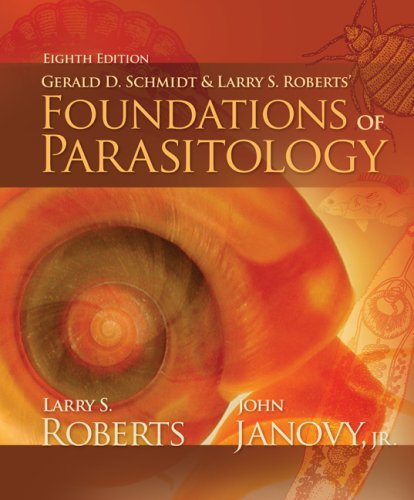 EIGHTH EDITION
GERALD D. SCHMIDT & LARRY S. ROBERTS'
FOUNDATIONS OF
PARASITOLOGY
LARRY S.
ROBERTS
JOHN
JANOVY, JR.